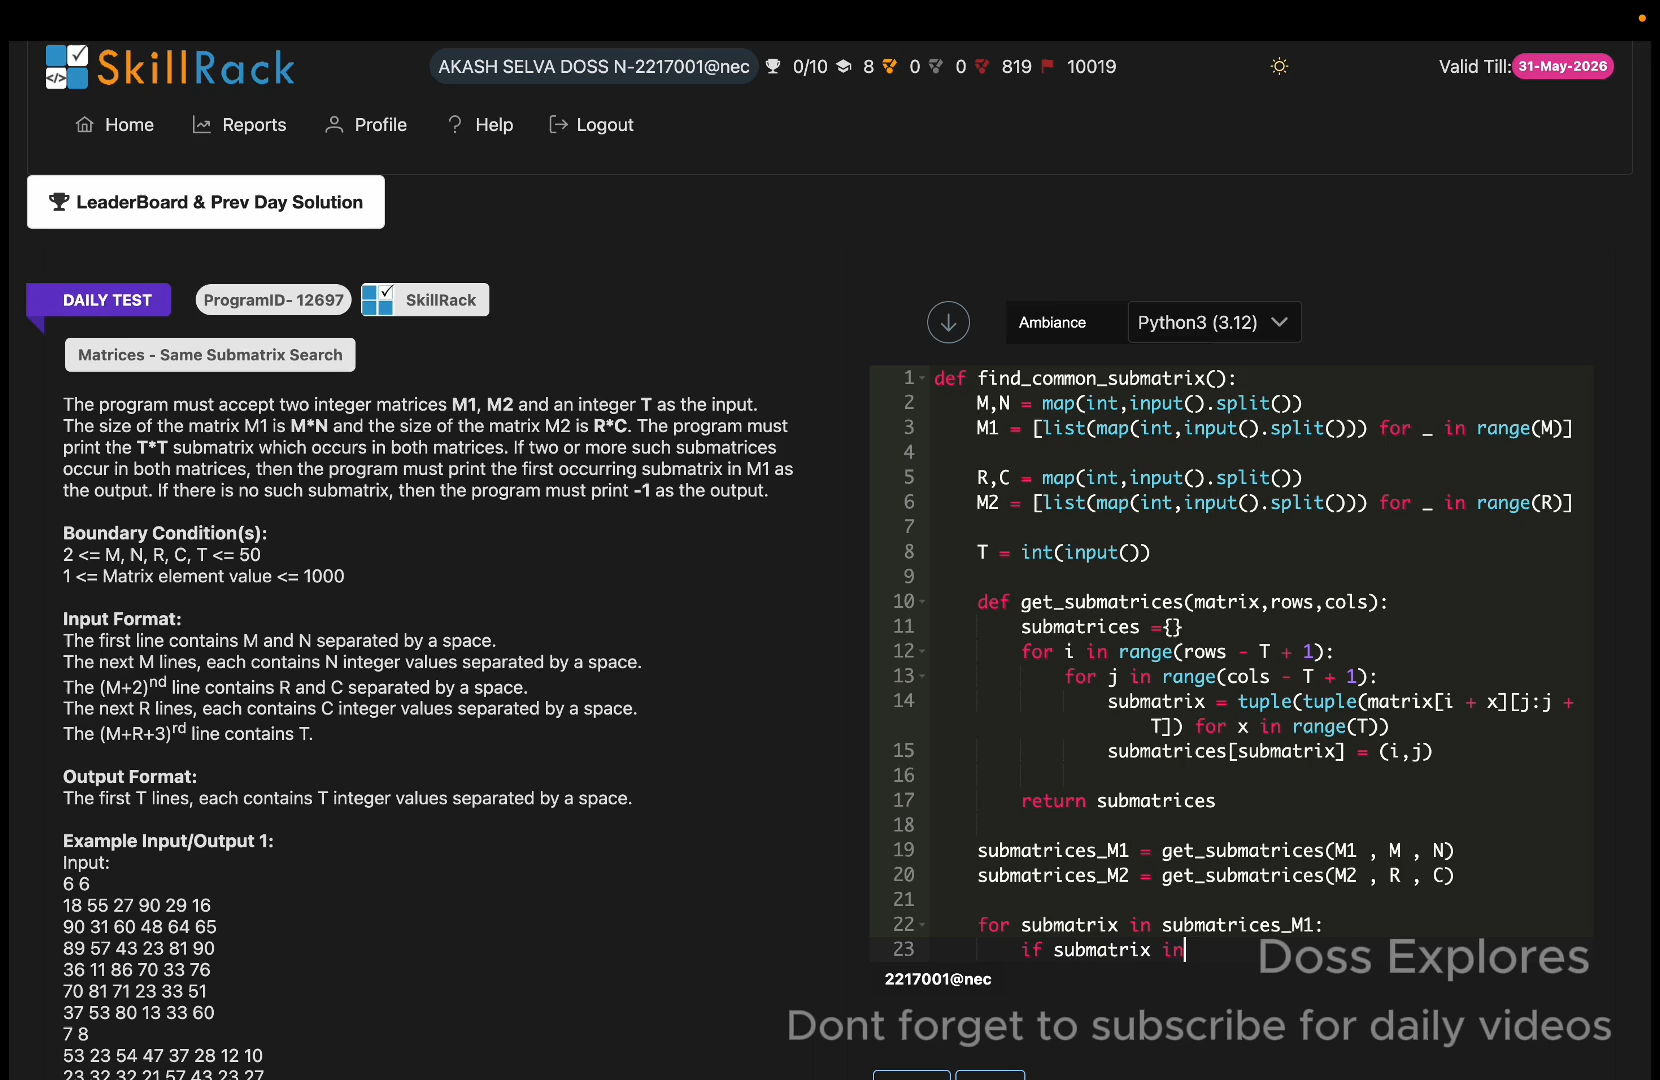 SkillRack
AKASH SELVA DOSS N-2217001@nec 0/10 8 0 0 819 10019
Valid Till: 31-May-2026
Home Reports Profile Help Logout
LeaderBoard & Prev Day Solution
DAILY TEST ProgramID- 12697 SkillRack
Matrices - Same Submatrix Search
The program must accept two integer matrices M1, M2 and an integer T as the input.
The size of the matrix M1 is M*N and the size of the matrix M2 is R*C. The program must
print the T*T submatrix which occurs in both matrices. If two or more such submatrices
occur in both matrices, then the program must print the first occurring submatrix in M1 as
the output. If there is no such submatrix, then the program must print -1 as the output.
Boundary Condition(s):
2 <= M, N, R, C, T <= 50
1 <= Matrix element value <= 1000
Input Format:
The first line contains M and N separated by a space.
The next M lines, each contains N integer values separated by a space.
The (M+2)nd line contains R and C separated by a space.
The next R lines, each contains C integer values separated by a space.
The (M+R+3)rd line contains T.
Output Format:
The first T lines, each contains T integer values separated by a space.
Example Input/Output 1:
Input:
6 6
18 55 27 90 29 16
90 31 60 48 64 65
89 57 43 23 81 90
36 11 86 70 33 76
70 81 71 23 33 51
37 53 80 13 33 60
7 8
53 23 54 47 37 28 12 10
23 32 32 21 57 43 23 27
Ambiance Python3 (3.12)
1 def find_common_submatrix():
2 M,N = map(int,input().split())
3 M1 = [list(map(int,input().split())) for _ in range(M)]
4
5 R,C = map(int,input().split())
6 M2 = [list(map(int,input().split())) for _ in range(R)]
7
8 T = int(input())
9
10 def get_submatrices(matrix,rows,cols):
11 submatrices ={}
12 for i in range(rows - T + 1):
13 for j in range(cols - T + 1):
14 submatrix = tuple(tuple(matrix[i + x][j:j +
T]) for x in range(T))
15 submatrices[submatrix] = (i,j)
16
17 return submatrices
18
19 submatrices_M1 = get_submatrices(M1 , M , N)
20 submatrices_M2 = get_submatrices(M2 , R , C)
21
22 for submatrix in submatrices_M1:
23 if submatrix in
2217001@nec
Doss Explores
Dont forget to subscribe for daily videos